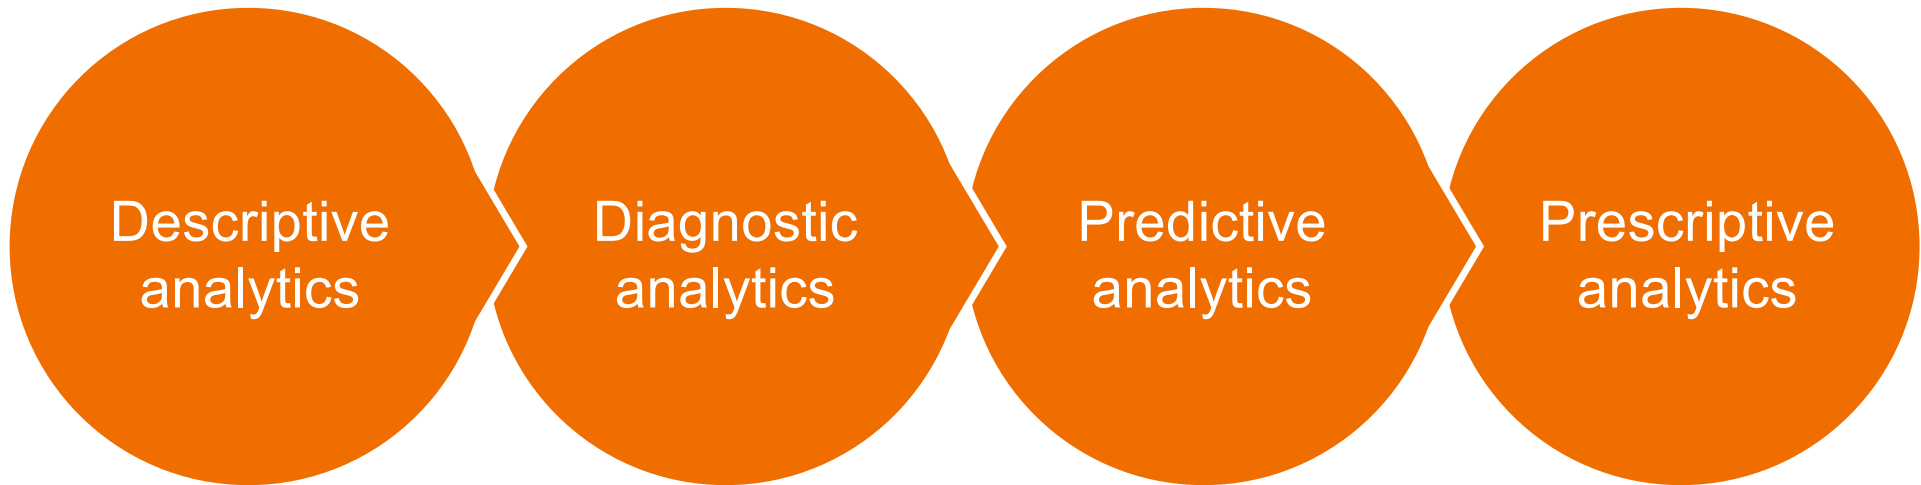 Descriptive
analytics
Diagnostic
analytics
Predictive
analytics
Prescriptive
analytics